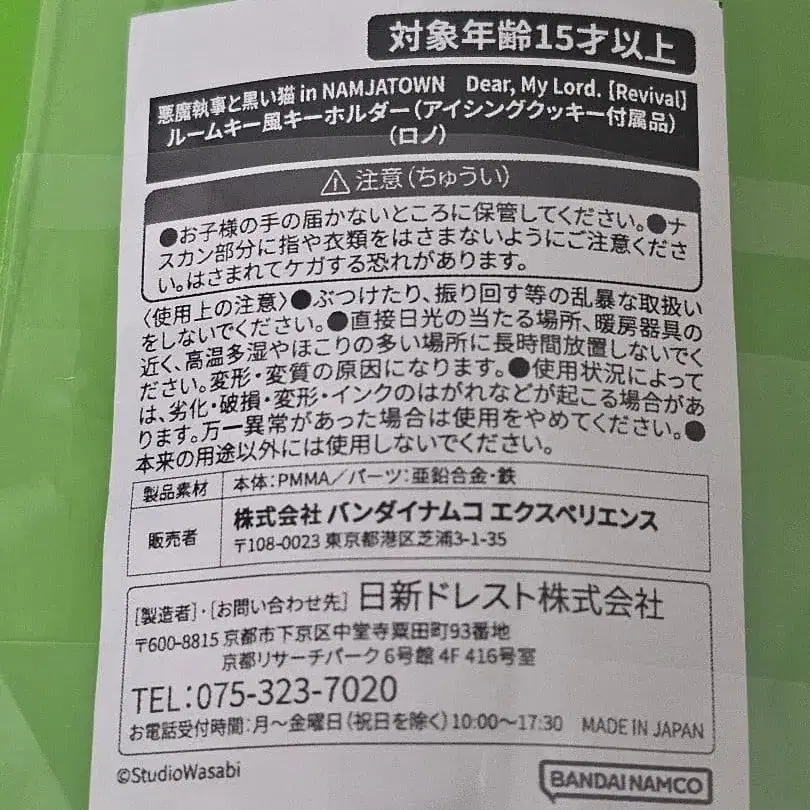 対象年齢15才以上
悪魔執事と黒い猫 in NAMJATOWN Dear, My Lord.【Revival】
ルームキー風キーホルダー(アイシングクッキー付属品)
(ロノ)
⚠注意(ちゅうい)
●お子様の手の届かないところに保管してください。●ナ
スカン部分に指や衣類をはさまないようにご注意くださ
い。はさまれてケガする恐れがあります。
〈使用上の注意〉●ぶつけたり、振り回す等の乱暴な取扱い
をしないでください。●直接日光の当たる場所、暖房器具の
近く、高温多湿やほこりの多い場所に長時間放置しないでく
ださい。変形・変質の原因になります。●使用状況によって
は、劣化・破損・変形・インクのはがれなどが起こる場合があ
ります。万一異常があった場合は使用をやめてください。●
本来の用途以外には使用しないでください。
製品素材 本体:PMMA/パーツ:亜鉛合金・鉄
販売者 株式会社 バンダイナムコ エクスペリエンス
〒108-0023 東京都港区芝浦3-1-35
[製造者]・[お問い合わせ先] 日新ドレスト株式会社
〒600-8815 京都市下京区中堂寺粟田町93番地
京都リサーチパーク 6号館 4F 416号室
TEL:075-323-7020
お電話受付時間:月~金曜日(祝日を除く)10:00~17:30 MADE IN JAPAN
©StudioWasabi
BANDAI NAMCO